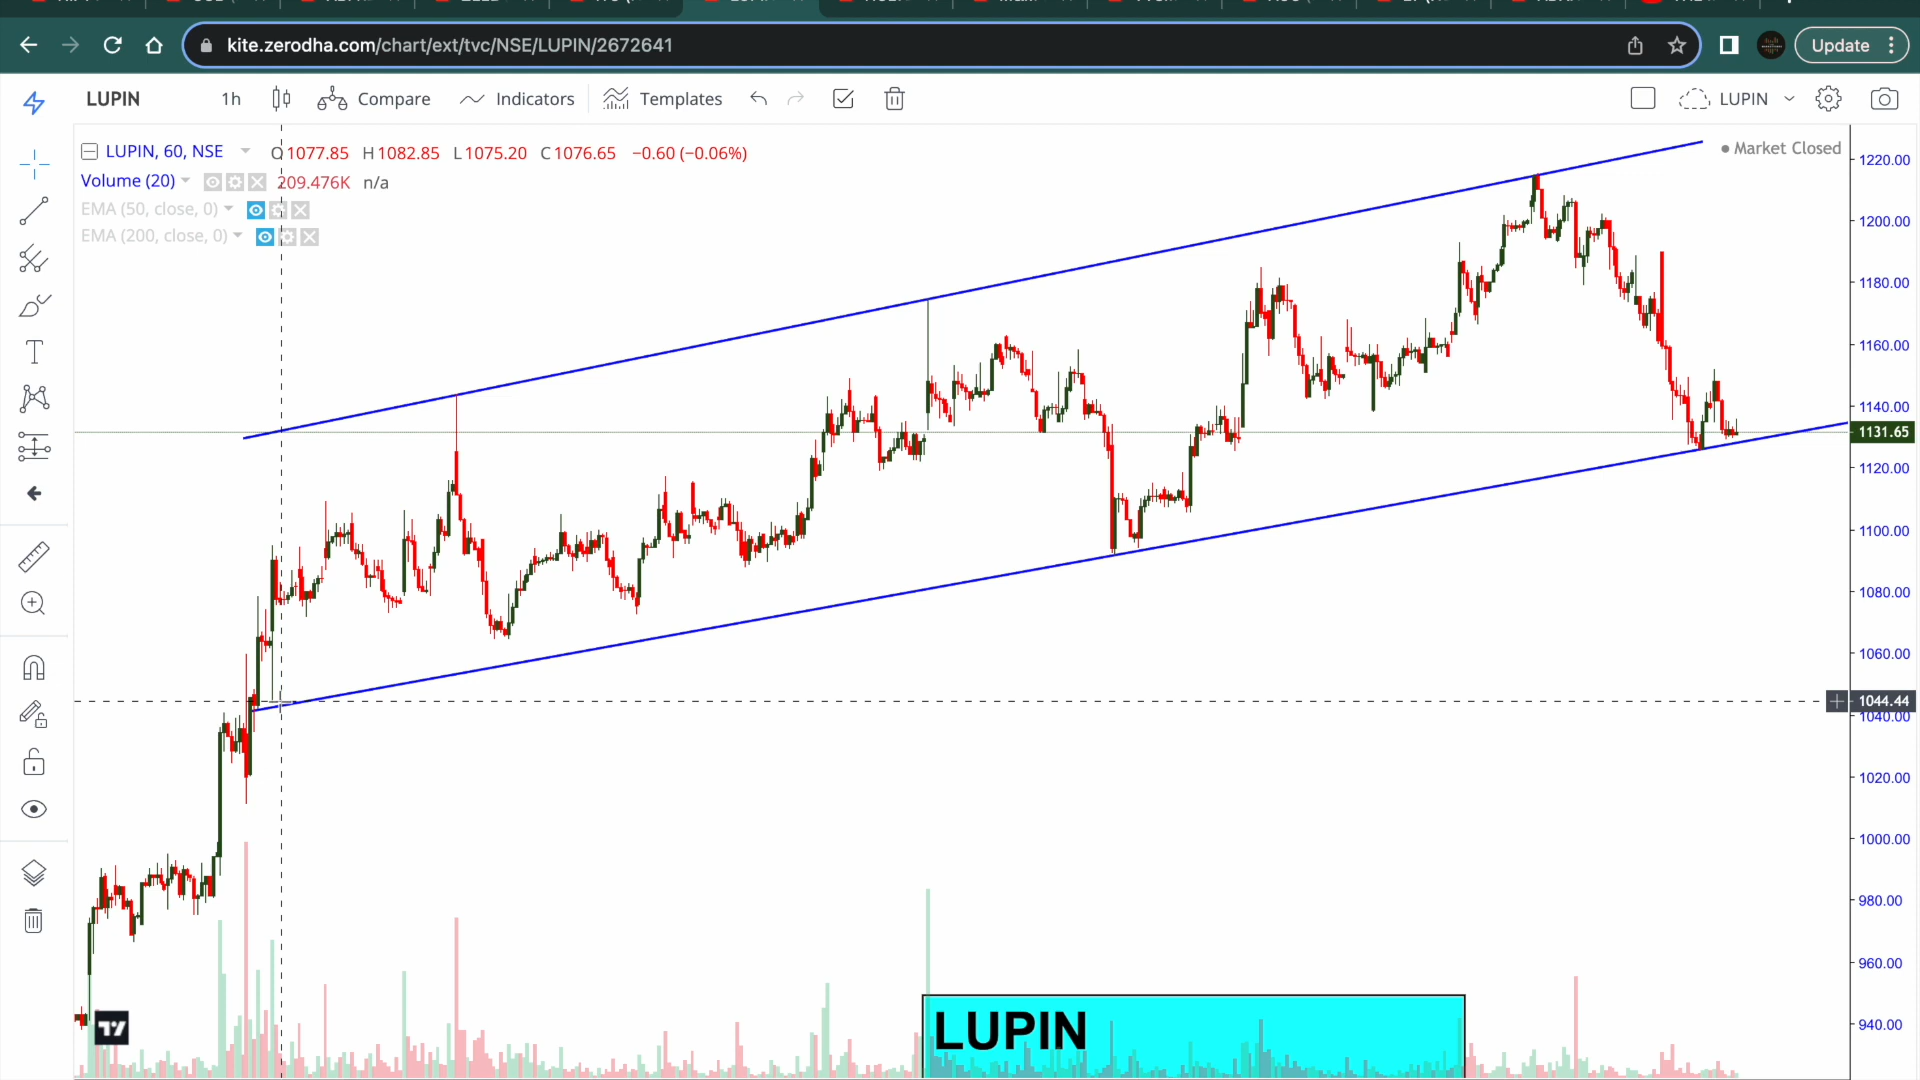 kite.zerodha.com/chart/ext/tvc/NSE/LUPIN/2672641
Update
LUPIN 1h Compare Indicators Templates LUPIN
LUPIN, 60, NSE O1077.85 H1082.85 L1075.20 C1076.65 −0.60 (−0.06%)
Market Closed
Volume (20) 209.476K n/a
EMA (50, close, 0)
EMA (200, close, 0)
1220.00
1200.00
1180.00
1160.00
1140.00
1131.65
1120.00
1100.00
1080.00
1060.00
1044.44
1040.00
1020.00
1000.00
980.00
960.00
940.00
LUPIN